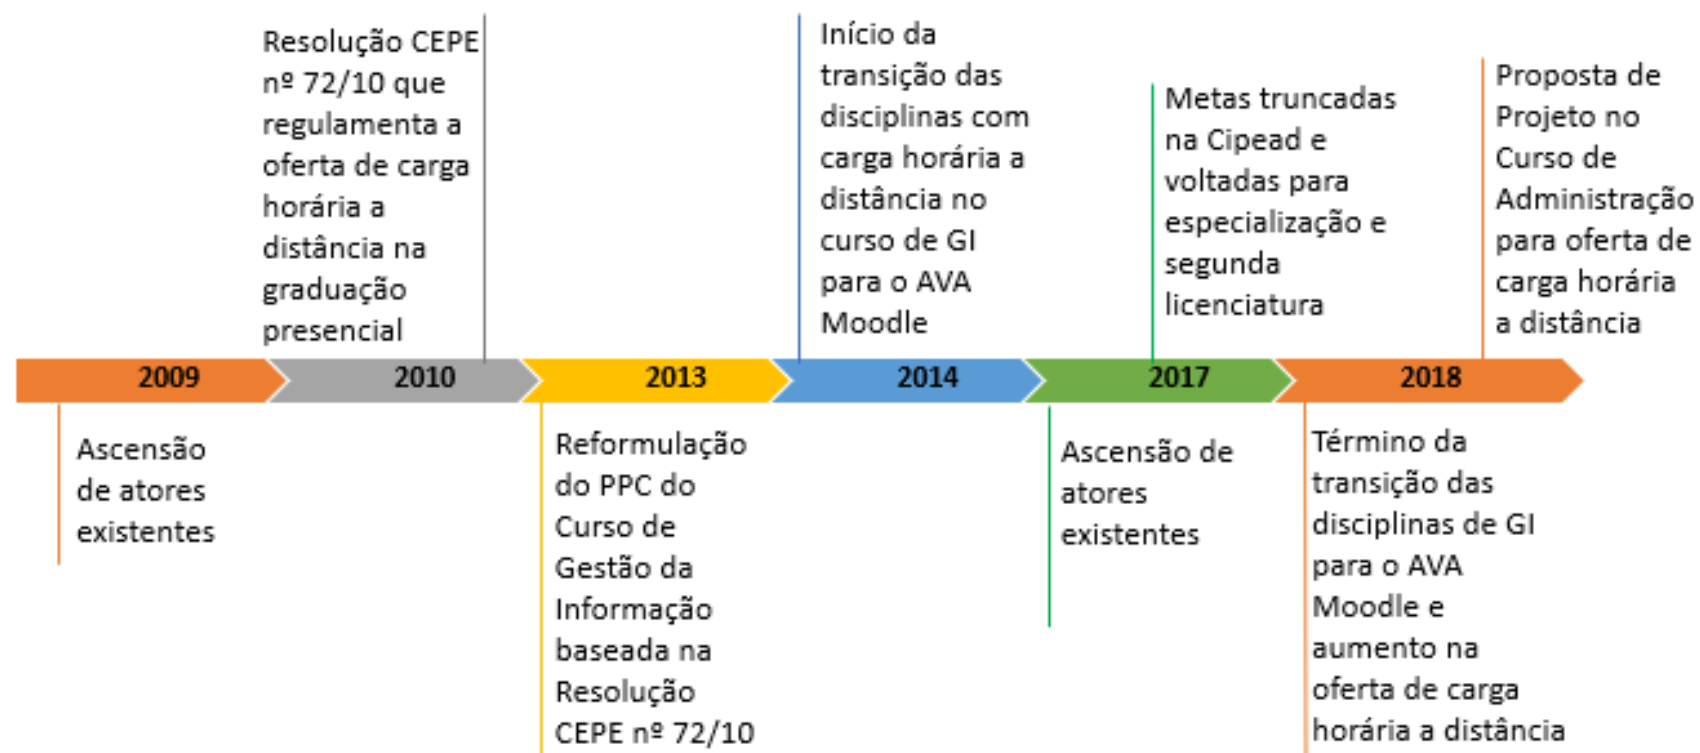 Resolução CEPE
nº 72/10 que
regulamenta a
oferta de carga
horária a
distância na
graduação
presencial
Início da
transição das
disciplinas com
carga horária a
distância no
curso de GI
para o AVA
Moodle
Metas truncadas
na Cipead e
voltadas para
especialização e
segunda
licenciatura
Proposta de
Projeto no
Curso de
Administração
para oferta de
carga horária
a distância
2009
2010
2013
2014
2017
2018
Ascensão
de atores
existentes
Reformulação
do PPC do
Curso de
Gestão da
Informação
baseada na
Resolução
CEPE nº 72/10
Ascensão de
atores
existentes
Término da
transição das
disciplinas de GI
para o AVA
Moodle e
aumento na
oferta de carga
horária a distância